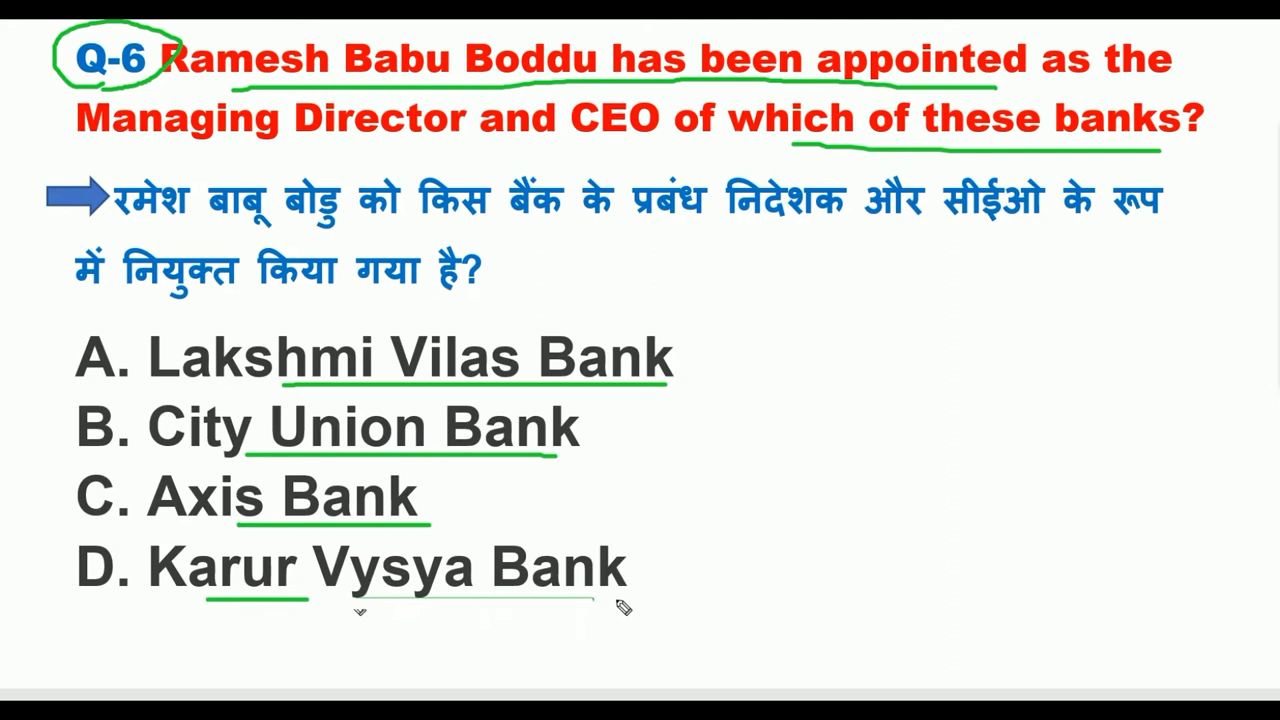 Q-6 Ramesh Babu Boddu has been appointed as the
Managing Director and CEO of which of these banks?
रमेश बाबू बोडु को किस बैंक के प्रबंध निदेशक और सीईओ के रूप
में नियुक्त किया गया है?
A. Lakshmi Vilas Bank
B. City Union Bank
C. Axis Bank
D. Karur Vysya Bank